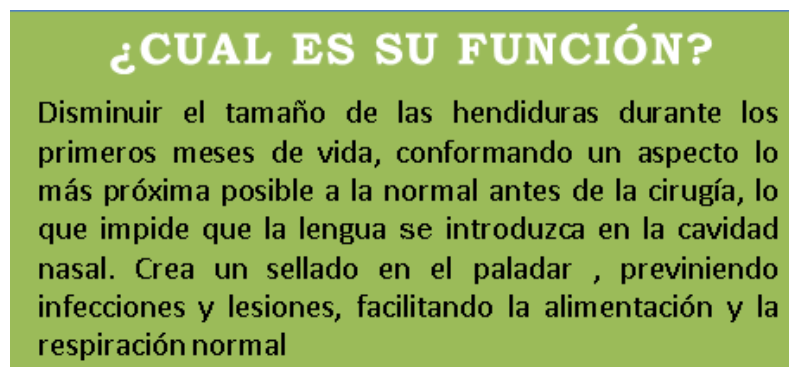 ¿CUAL ES SU FUNCIÓN?
Disminuir el tamaño de las hendiduras durante los
primeros meses de vida, conformando un aspecto lo
más próxima posible a la normal antes de la cirugía, lo
que impide que la lengua se introduzca en la cavidad
nasal. Crea un sellado en el paladar , previniendo
infecciones y lesiones, facilitando la alimentación y la
respiración normal